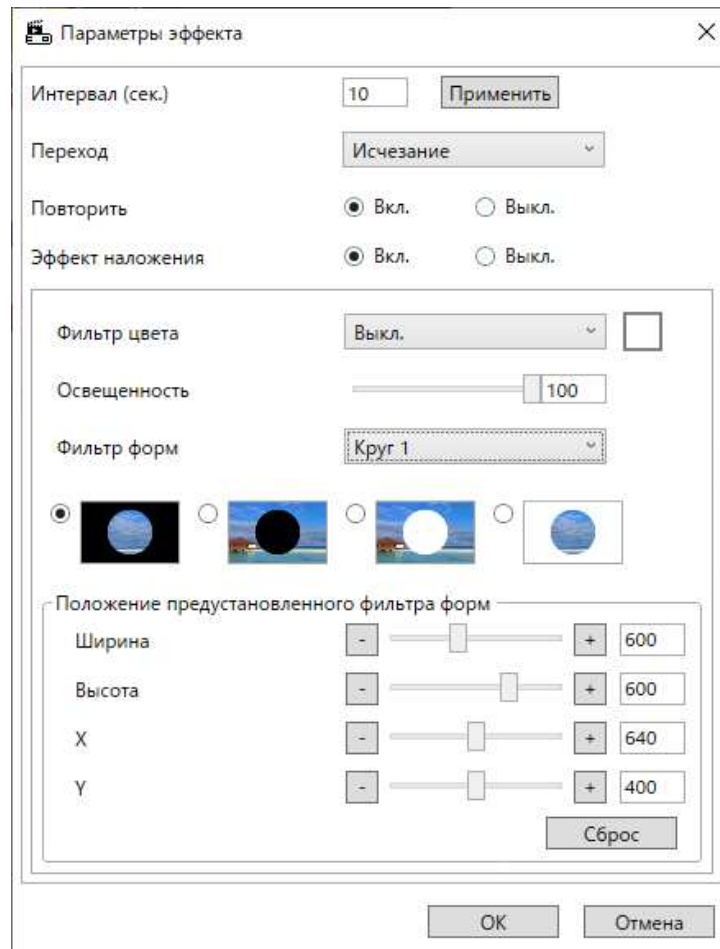 Параметры эффекта
Интервал (сек.) 10 Применить
Переход Исчезание
Повторить Вкл. Выкл.
Эффект наложения Вкл. Выкл.
Фильтр цвета Выкл.
Освещенность 100
Фильтр форм Круг 1
Положение предустановленного фильтра форм
Ширина - + 600
Высота - + 600
X - + 640
Y - + 400
Сброс
OK Отмена